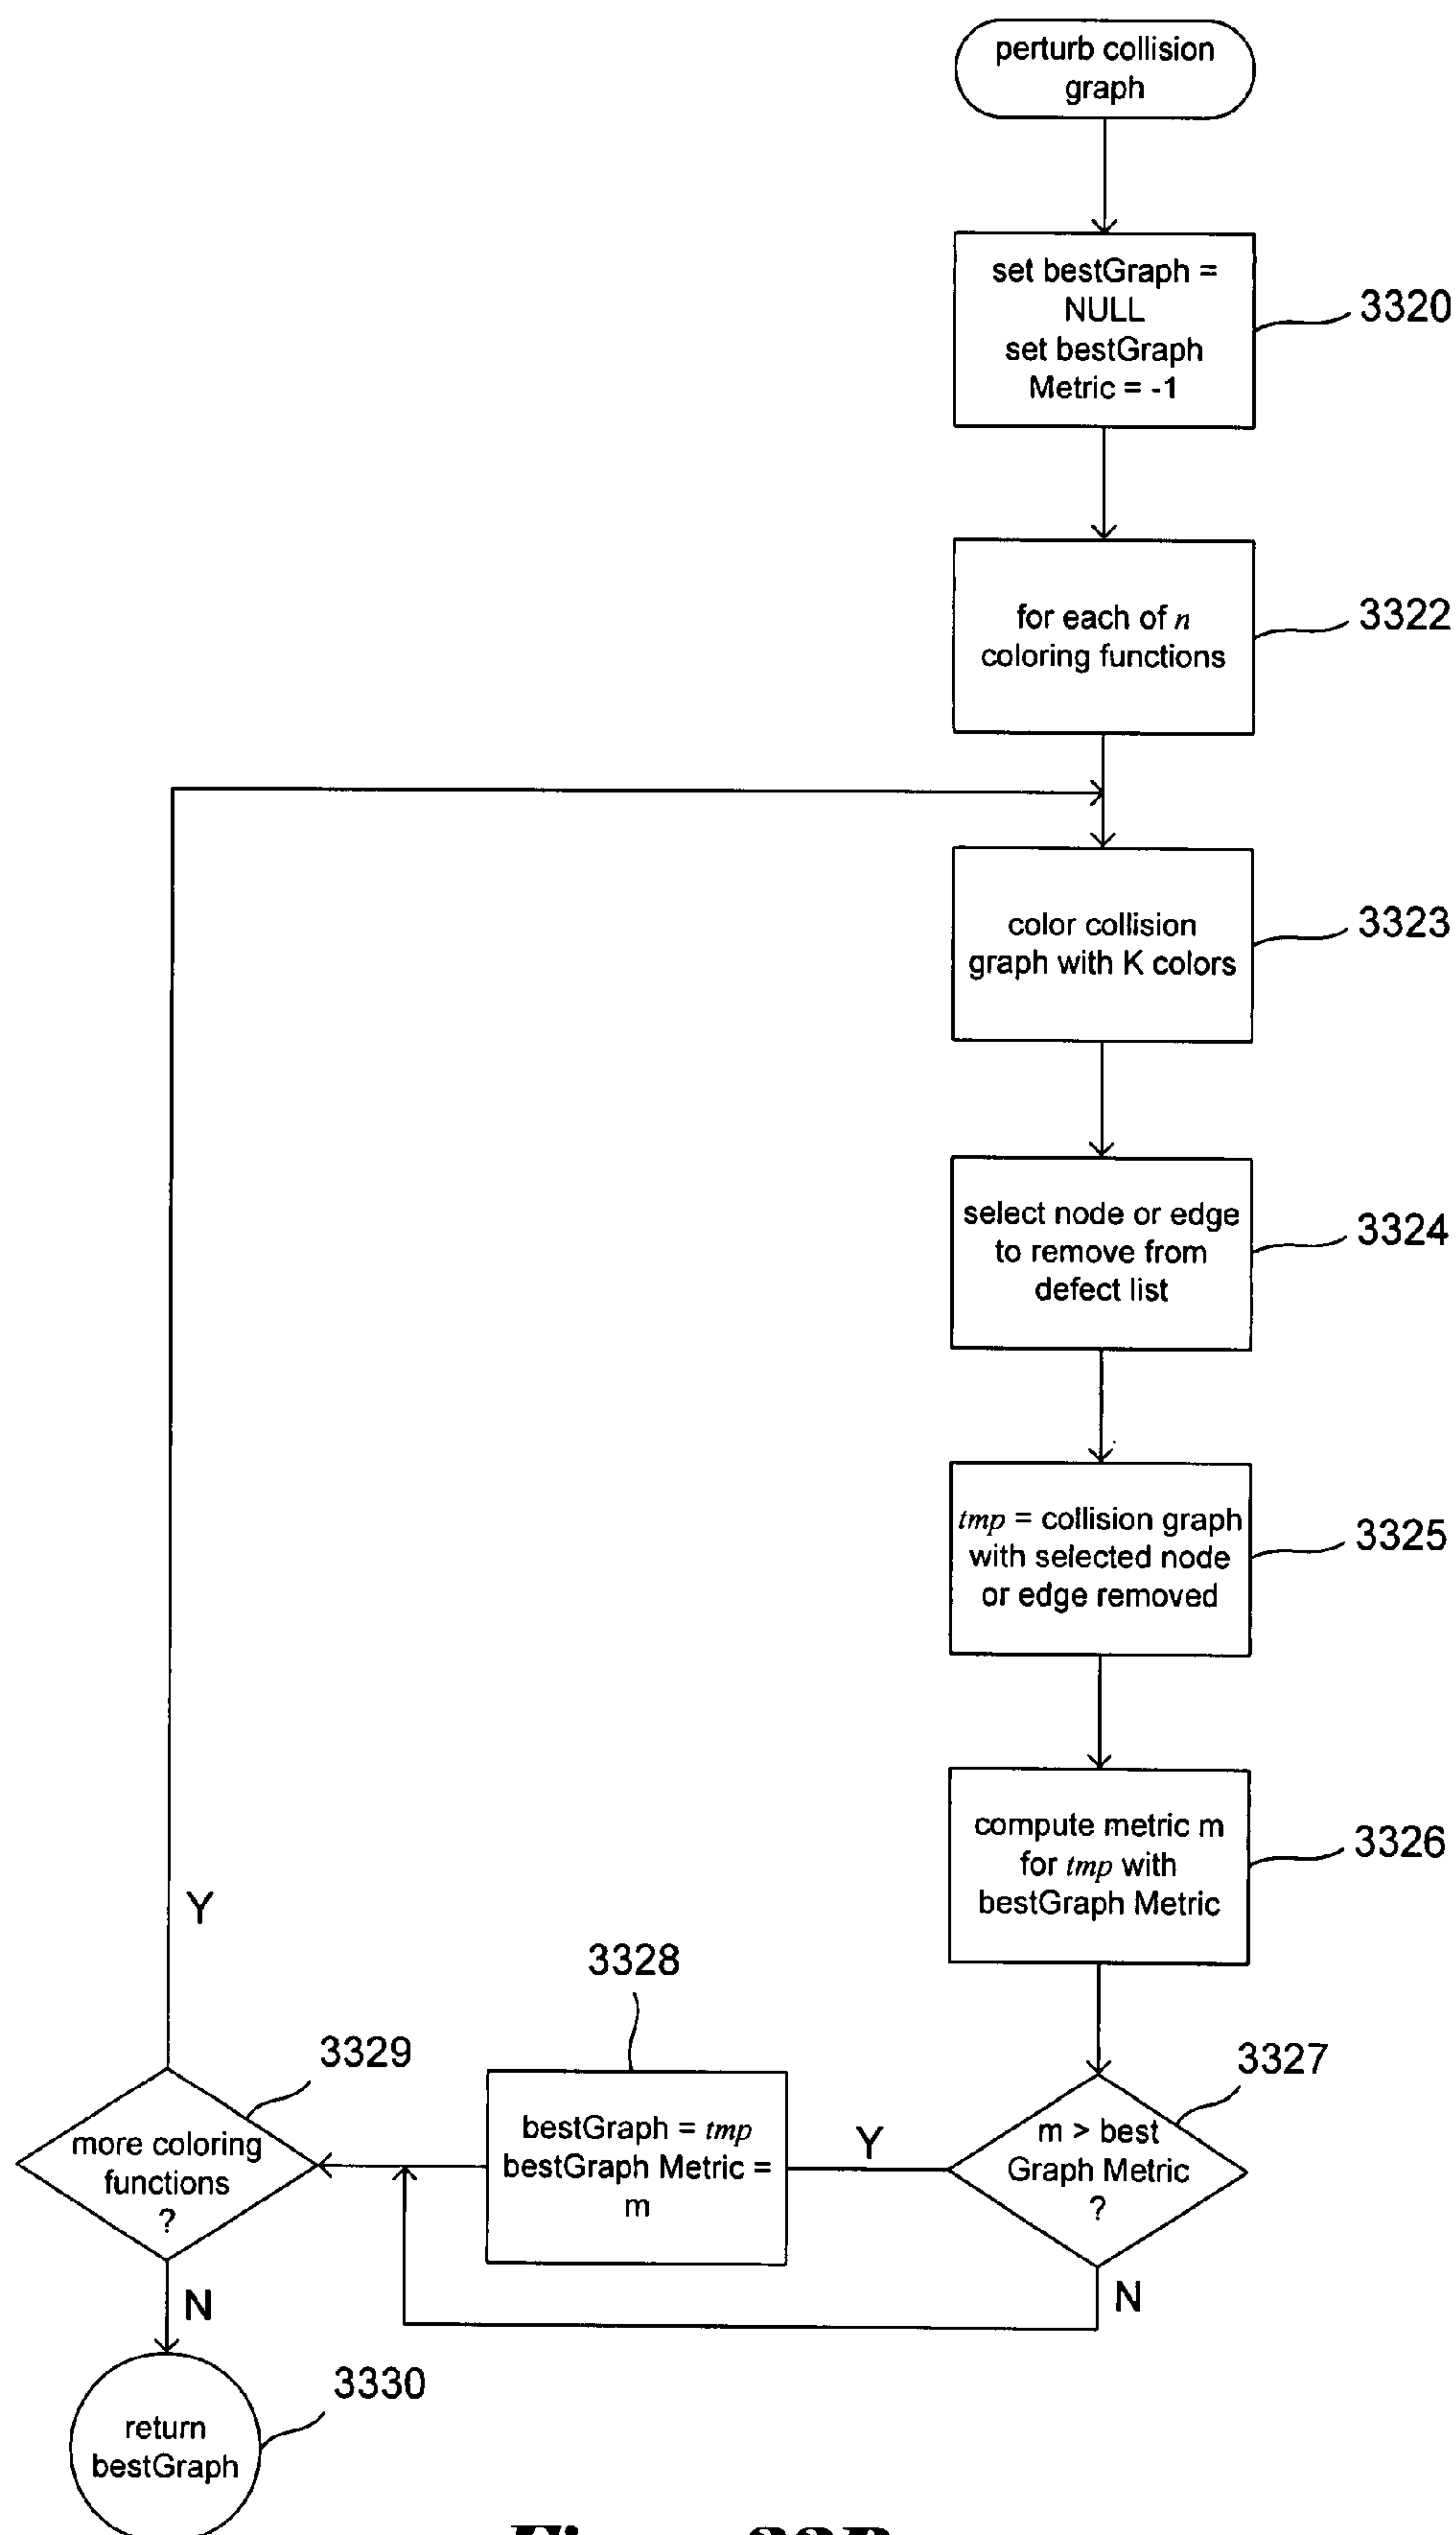 perturb collision
graph
set bestGraph =
NULL
set bestGraph
Metric = -1
3320
for each of n
coloring functions
3322
color collision
graph with K colors
3323
select node or edge
to remove from
defect list
3324
tmp = collision graph
with selected node
or edge removed
3325
compute metric m
for tmp with
bestGraph Metric
3326
m > best
Graph Metric
?
3327
Y
N
bestGraph = tmp
bestGraph Metric =
m
3328
more coloring
functions
?
3329
Y
N
return
bestGraph
3330